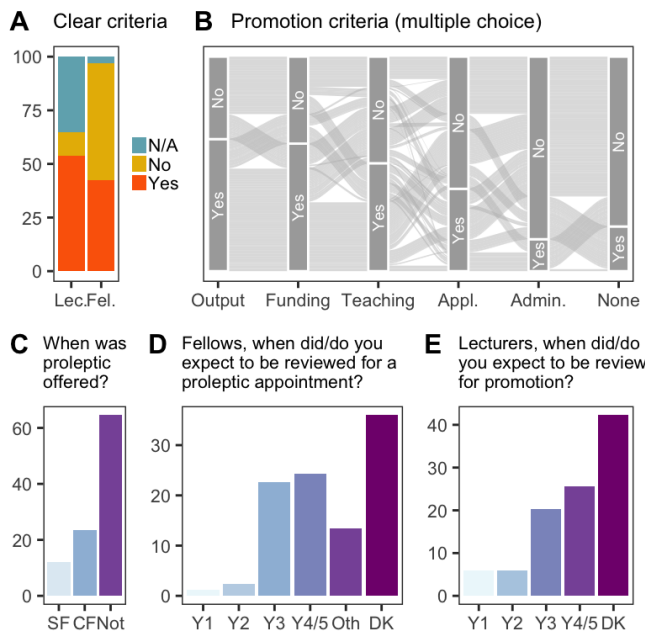 A Clear criteria
B Promotion criteria (multiple choice)
100
75
50
25
0
N/A
No
Yes
Lec. Fel.
No No No No No No
Yes Yes Yes Yes Yes Yes
Output Funding Teaching Appl. Admin. None
C When was
proleptic
offered?
60
40
20
0
SF CF Not
D Fellows, when did/do you
expect to be reviewed for a
proleptic appointment?
30
20
10
0
Y1 Y2 Y3 Y4/5 Oth DK
E Lecturers, when did/do
you expect to be review
for promotion?
40
30
20
10
0
Y1 Y2 Y3 Y4/5 DK